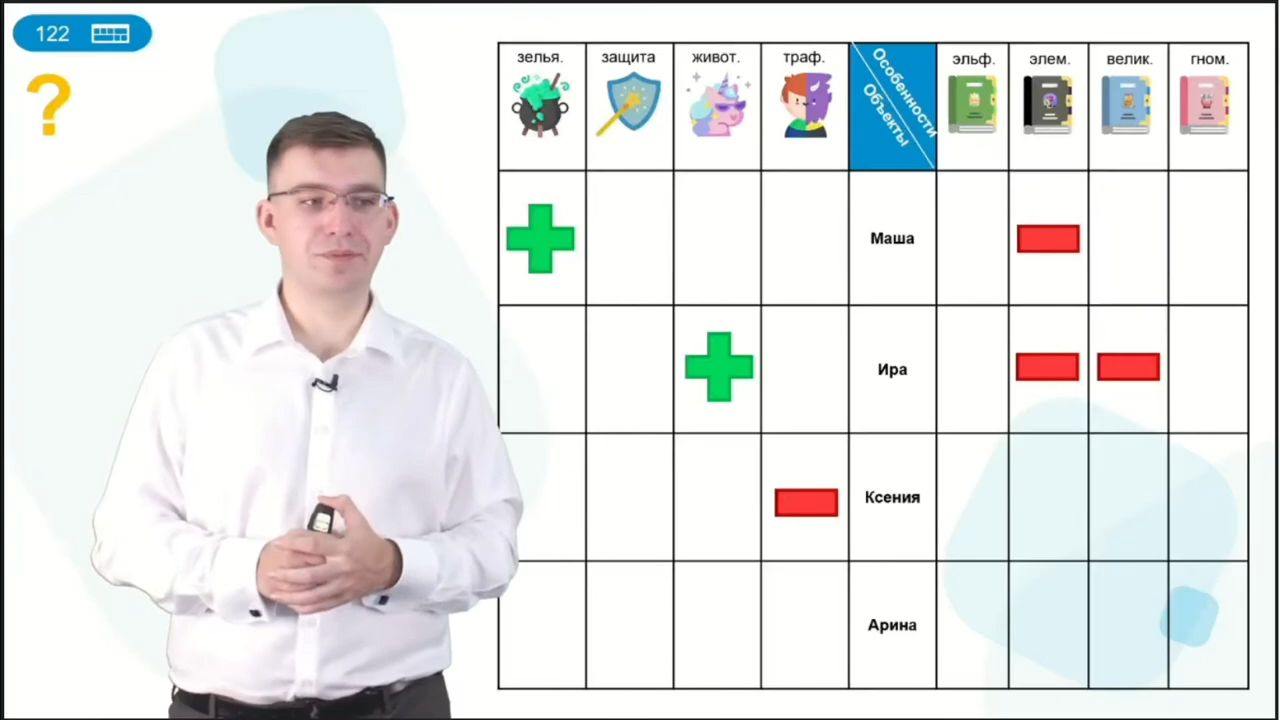 122
?
зелья.
защита
живот.
траф.
Особенности
Объекты
эльф.
элем.
велик.
гном.
Маша
Ира
Ксения
Арина